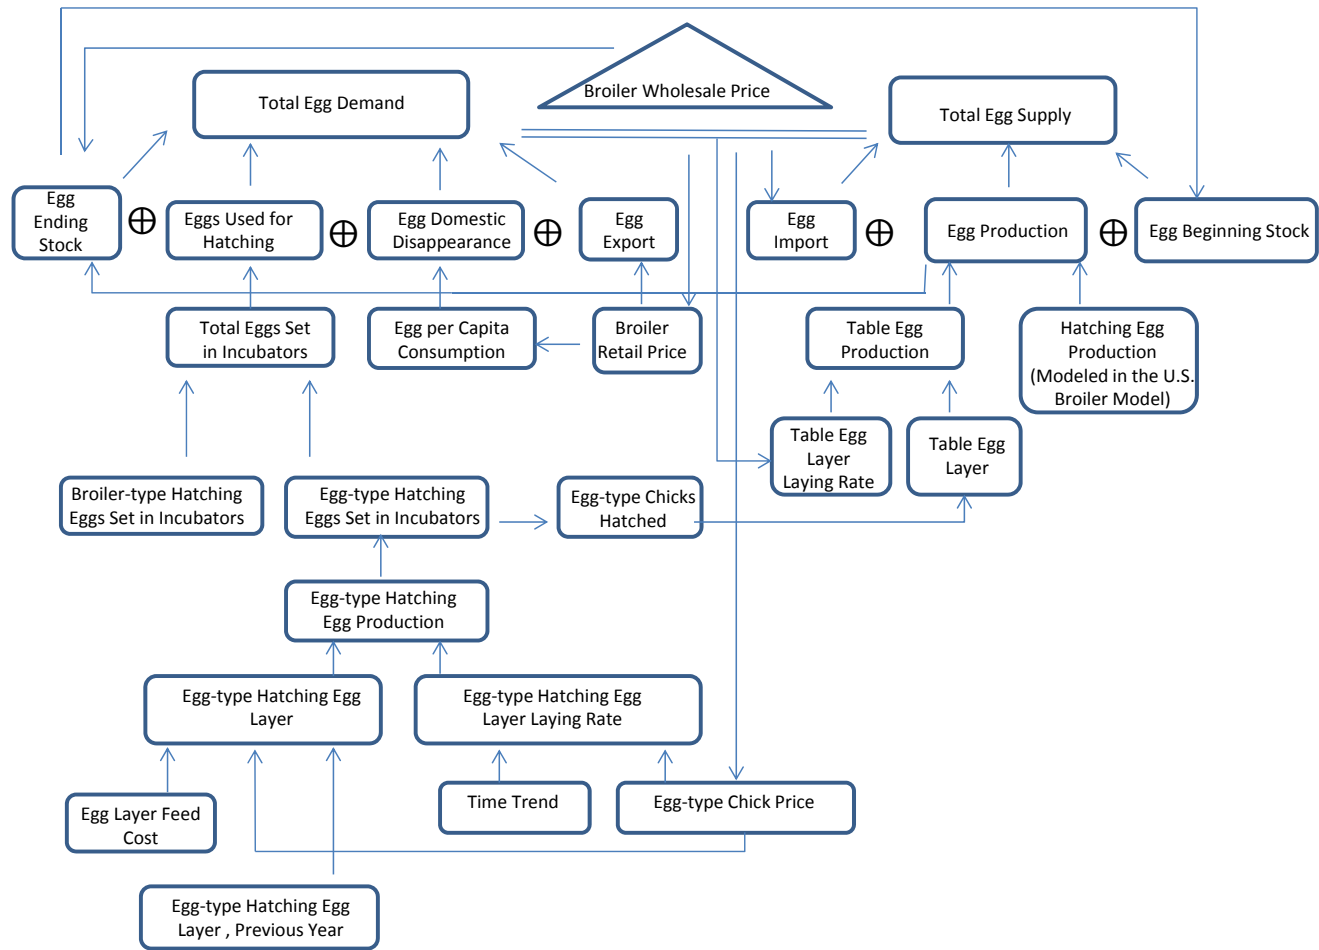 Broiler Wholesale Price
Total Egg Demand
Total Egg Supply
Egg
Ending
Stock
Eggs Used for
Hatching
Egg Domestic
Disappearance
Egg
Export
Egg
Import
Egg Production
Egg Beginning Stock
Total Eggs Set
in Incubators
Egg per Capita
Consumption
Broiler
Retail Price
Table Egg
Production
Hatching Egg
Production
(Modeled in the U.S.
Broiler Model)
Table Egg
Layer
Laying Rate
Table Egg
Layer
Broiler-type Hatching
Eggs Set in Incubators
Egg-type Hatching
Eggs Set in Incubators
Egg-type Chicks
Hatched
Egg-type Hatching
Egg Production
Egg-type Hatching Egg
Layer
Egg-type Hatching Egg
Layer Laying Rate
Egg Layer Feed
Cost
Time Trend
Egg-type Chick Price
Egg-type Hatching Egg
Layer , Previous Year